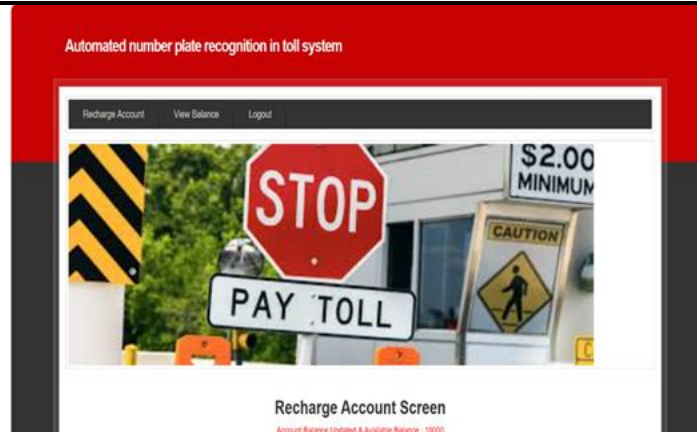 Automated number plate recognition in toll system
Recharge Account View Balance Logout
$2.00
MINIMUM
STOP
CAUTION
PAY TOLL
C
Recharge Account Screen
Account Balance Updated & Available Balance : 10000